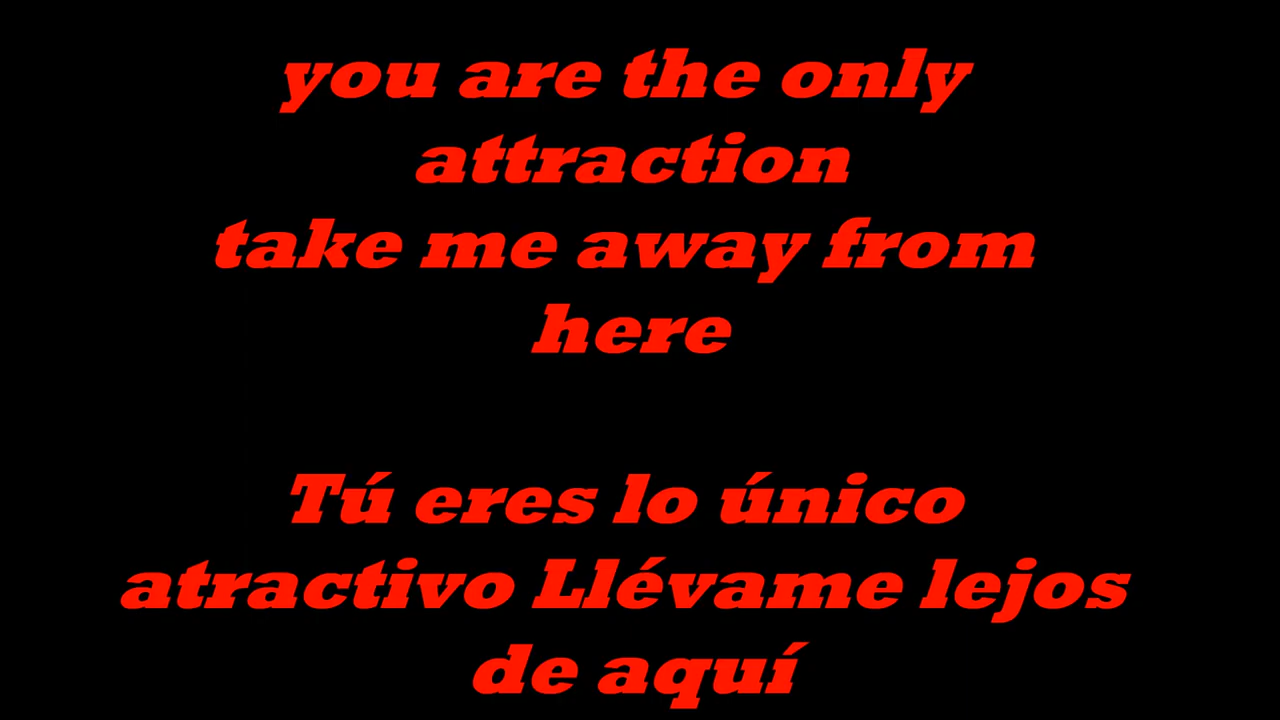 you are the only
attraction
take me away from
here
Tú eres lo único
atractivo Llévame lejos
de aquí